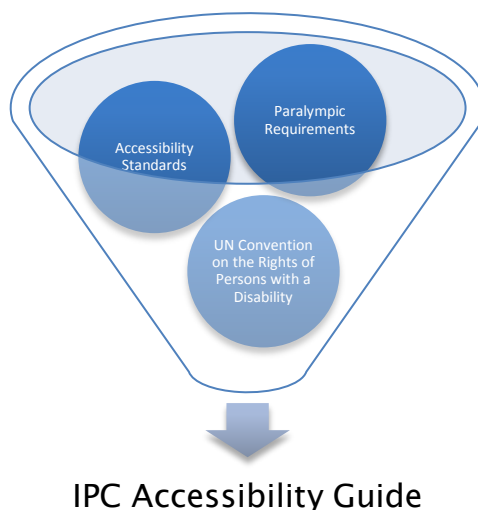 Paralympic
Requirements
Accessibility
Standards
UN Convention
on the Rights of
Persons with a
Disability
IPC Accessibility Guide